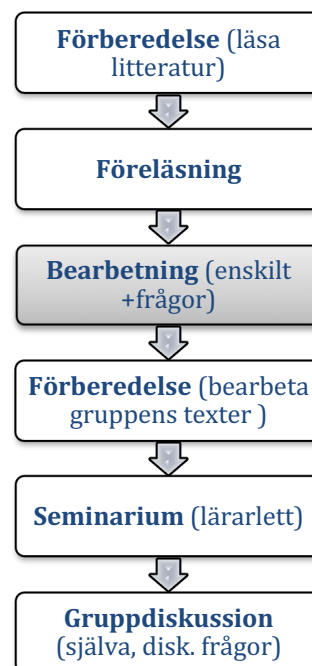 Förberedelse (läsa
litteratur)
Föreläsning
Bearbetning (enskilt
+frågor)
Förberedelse (bearbeta
gruppens texter )
Seminarium (lärarlett)
Gruppdiskussion
(själva, disk. frågor)